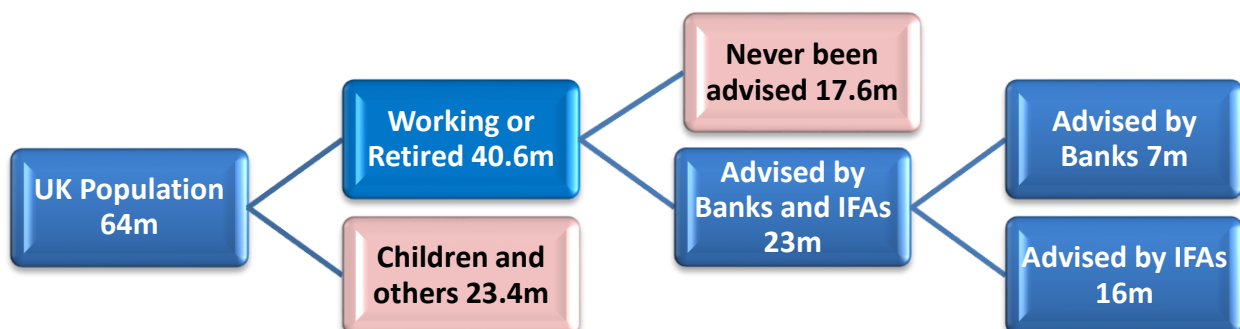 UK Population
64m
Working or
Retired 40.6m
Children and
others 23.4m
Never been
advised 17.6m
Advised by
Banks and IFAs
23m
Advised by
Banks 7m
Advised by IFAs
16m